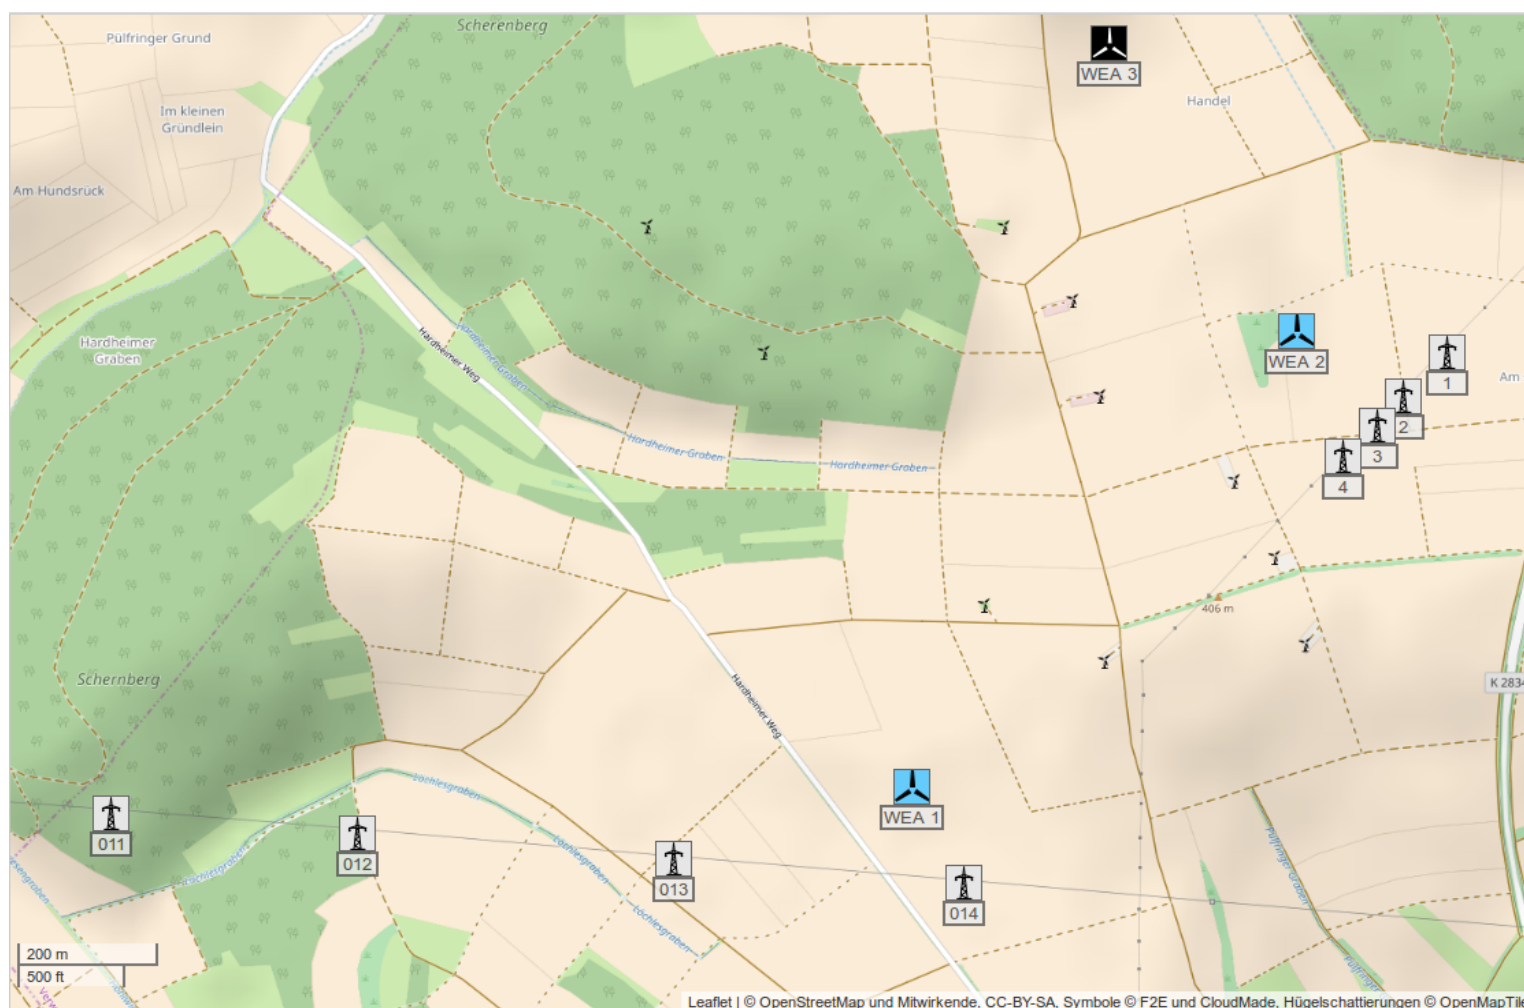 Scherenberg
Pülfringer Grund
WEA 3
Handel
Im kleinen
Gründlein
Am Hundsrück
Hardheimer
Graben
Hardheimer Graben
Hardheimer Weg
WEA 2
1
Am
2
3
4
Hardheimer Graben
Hardheimer Graben
406 m
Schernberg
K 2834
Hardheimer Weg
Löchlesgraben
WEA 1
011
012
013
014
Löchlesgraben
Löchlesgraben
Löchlesgraben
Pülfringer Graben
Pülfringer
200 m
500 ft
Leaflet | © OpenStreetMap und Mitwirkende, CC-BY-SA, Symbole © F2E und CloudMade, Hügelschattierungen © OpenMapTile